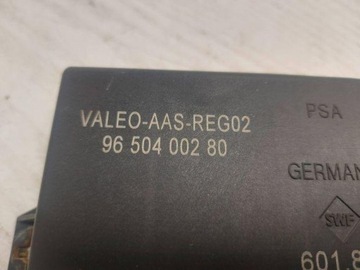 VALEO-AAS-REG02
96 504 002 80
PSA
GERMAN
SWF
601.8